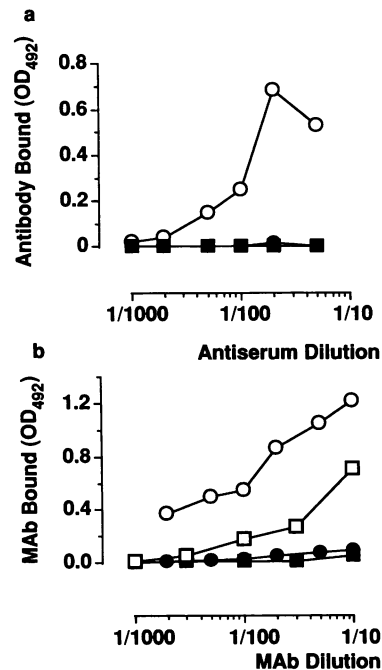 a
Antibody Bound (OD492)
0.8
0.6
0.4
0.2
0
1/1000 1/100 1/10
Antiserum Dilution
b
MAb Bound (OD492)
1.2
0.8
0.4
0.0
1/1000 1/100 1/10
MAb Dilution